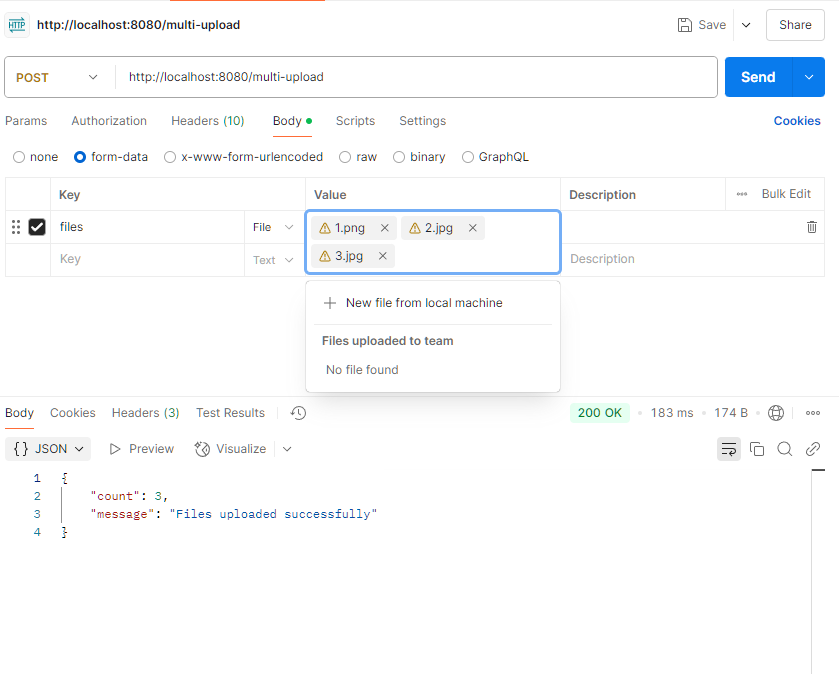 HTTP http://localhost:8080/multi-upload Save Share
POST http://localhost:8080/multi-upload Send
Params Authorization Headers (10) Body Scripts Settings Cookies
none form-data x-www-form-urlencoded raw binary GraphQL
Key Value Description Bulk Edit
files File 1.png 2.jpg
3.jpg
Key Text Description
New file from local machine
Files uploaded to team
No file found
Body Cookies Headers (3) Test Results 200 OK 183 ms 174 B
{} JSON Preview Visualize
1 {
2 "count": 3,
3 "message": "Files uploaded successfully"
4 }